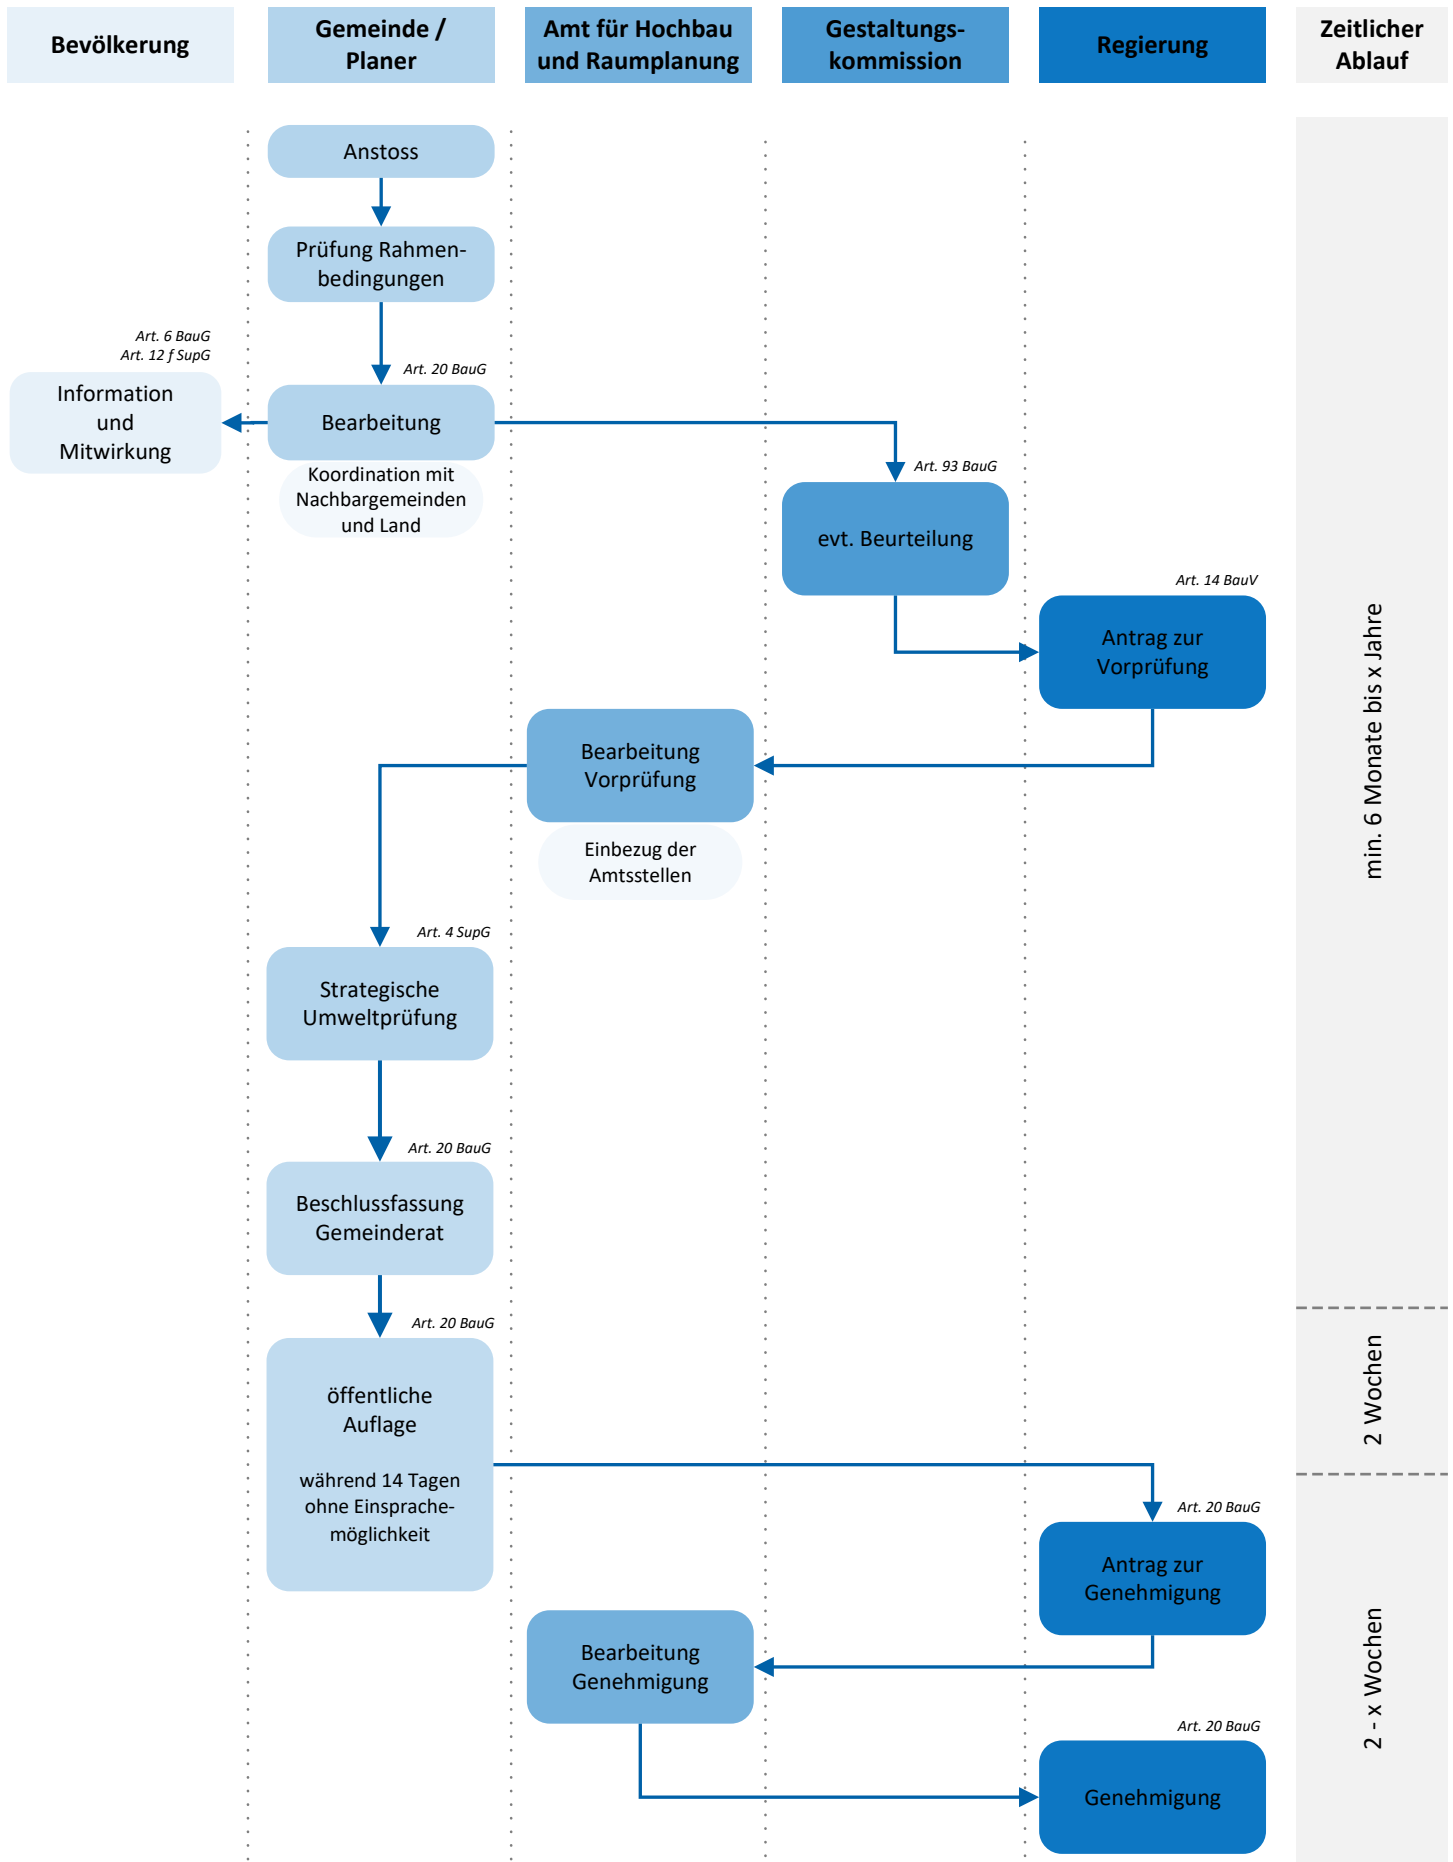 Bevölkerung
Gemeinde /
Planer
Amt für Hochbau
und Raumplanung
Gestaltungs-
kommission
Regierung
Zeitlicher
Ablauf
Anstoss
Prüfung Rahmen-
bedingungen
Art. 6 BauG
Art. 12 f SupG
Information
und
Mitwirkung
Art. 20 BauG
Bearbeitung
Koordination mit
Nachbargemeinden
und Land
Art. 93 BauG
evt. Beurteilung
Art. 14 BauV
Antrag zur
Vorprüfung
min. 6 Monate bis x Jahre
Bearbeitung
Vorprüfung
Einbezug der
Amtsstellen
Art. 4 SupG
Strategische
Umweltprüfung
Art. 20 BauG
Beschlussfassung
Gemeinderat
Art. 20 BauG
öffentliche
Auflage
während 14 Tagen
ohne Einsprache-
möglichkeit
2 Wochen
Art. 20 BauG
Antrag zur
Genehmigung
Bearbeitung
Genehmigung
2 - x Wochen
Art. 20 BauG
Genehmigung